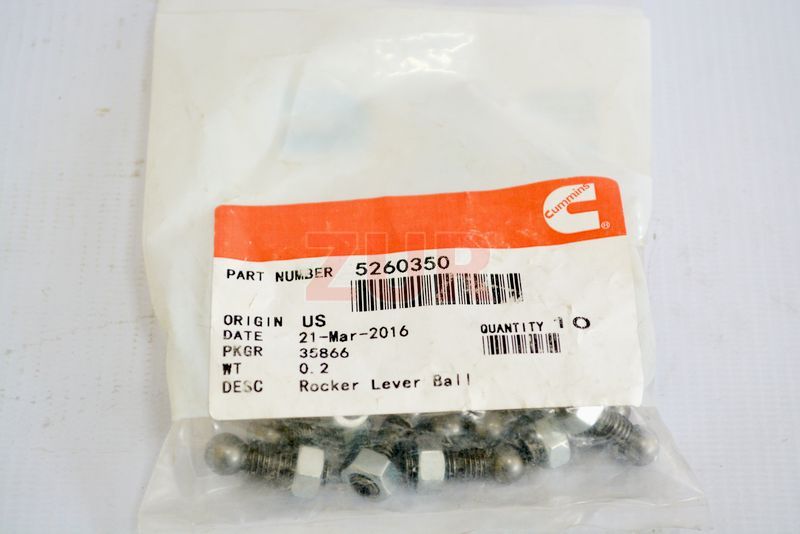 Cummins
®
ZUP
PART NUMBER 5260350
ORIGIN US
DATE 21-Mar-2016
QUANTITY 10
PKGR 35866
WT 0.2
DESC Rocker Lever Ball